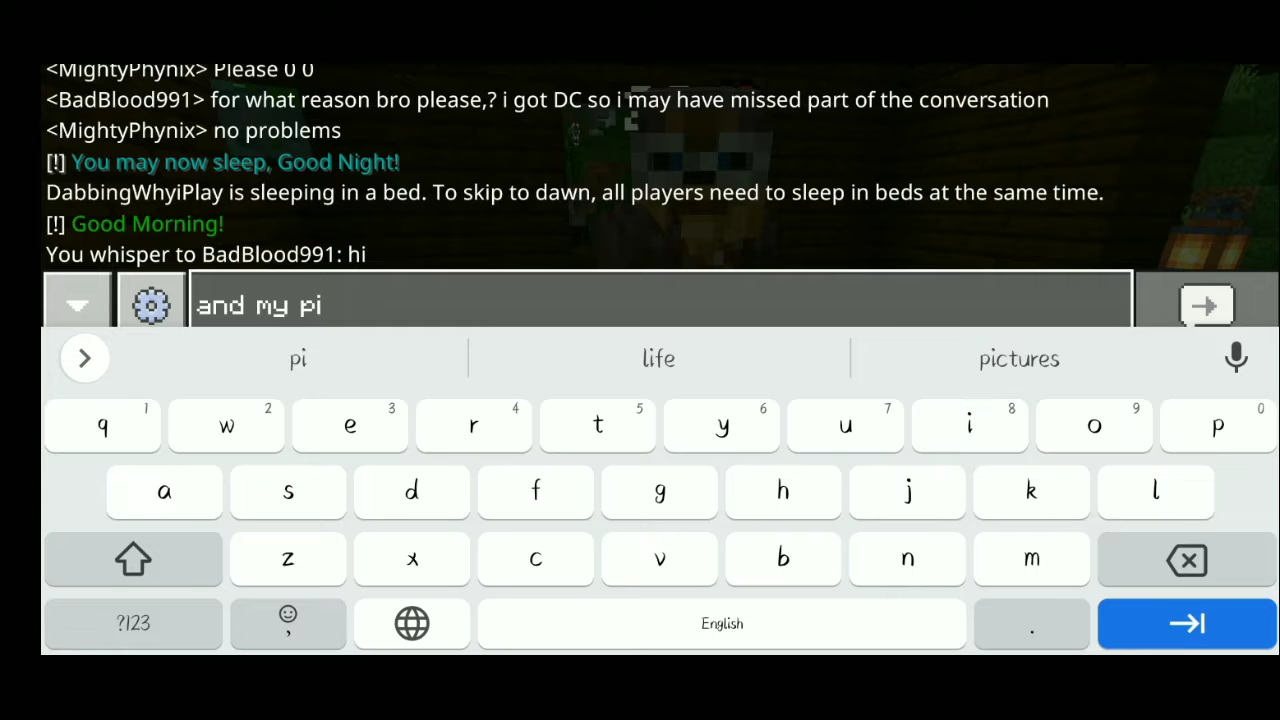 <MightyPhynix> Please 0 0
<BadBlood991> for what reason bro please,? i got DC so i may have missed part of the conversation
<MightyPhynix> no problems
[!] You may now sleep, Good Night!
DabbingWhyiPlay is sleeping in a bed. To skip to dawn, all players need to sleep in beds at the same time.
[!] Good Morning!
You whisper to BadBlood991: hi
and my pi
pi life pictures
q 1 w 2 e 3 r 4 t 5 y 6 u 7 i 8 o 9 p 0
a s d f g h j k l
z x c v b n m
?123 , English .